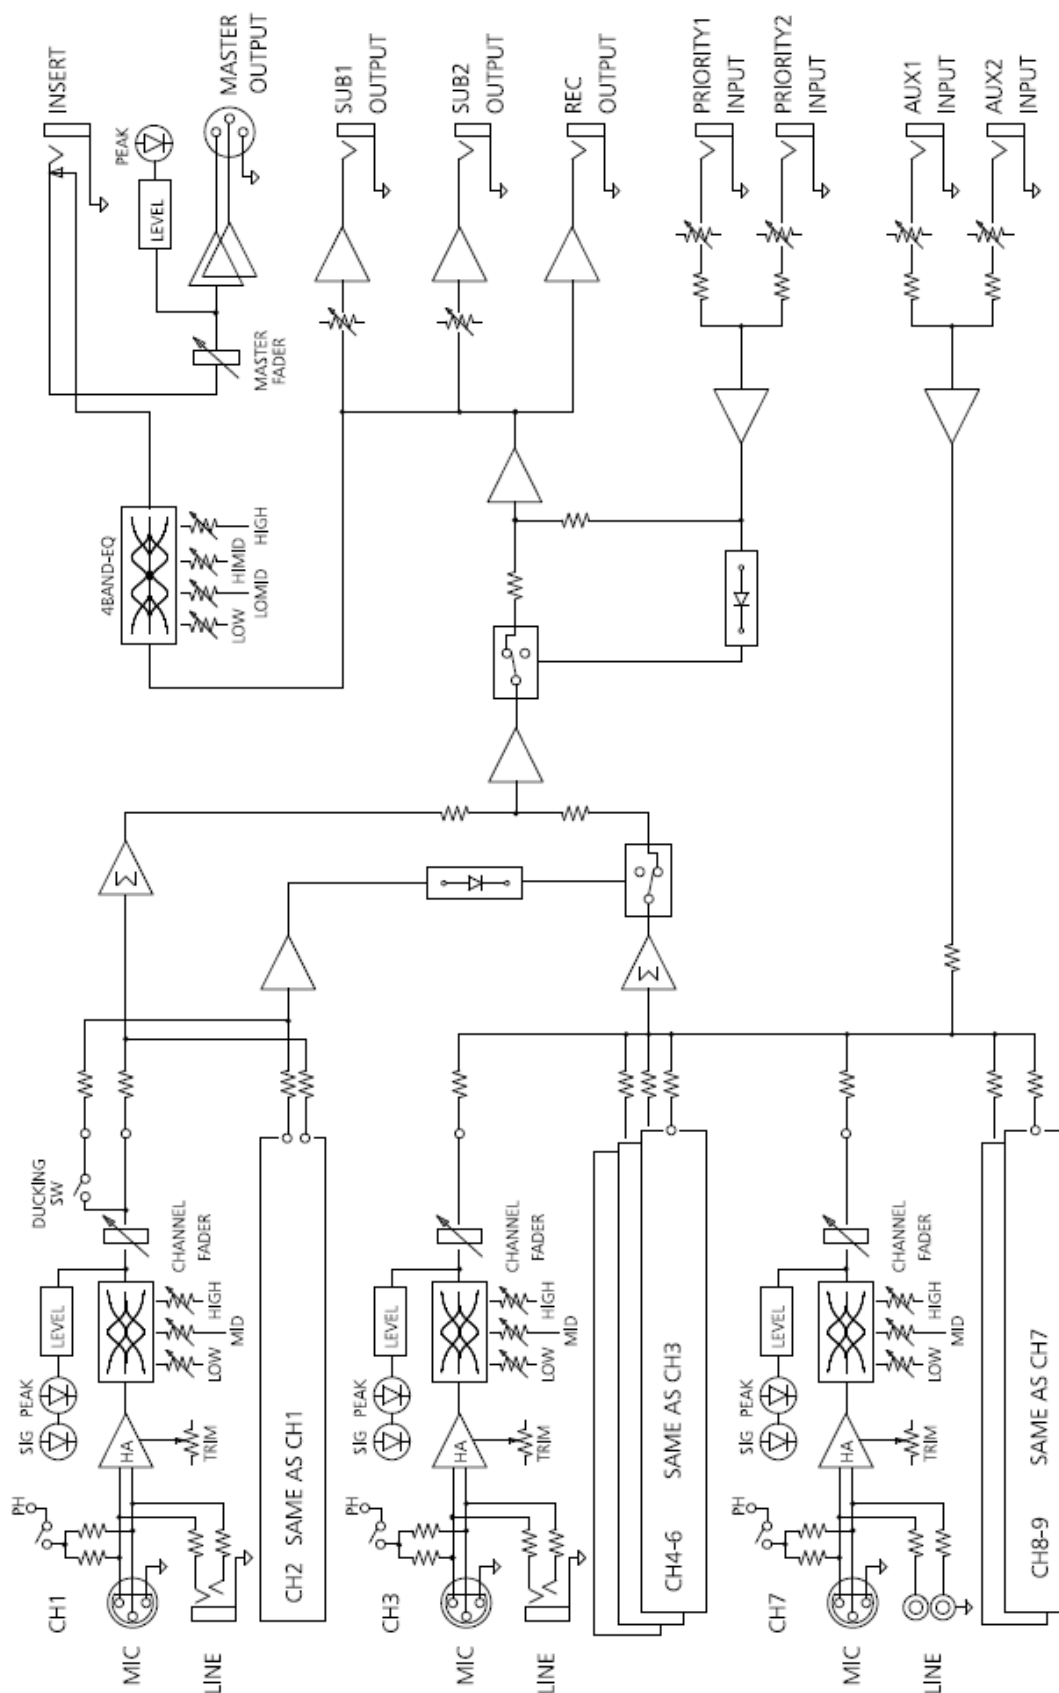 CH1
MIC
LINE
PH
HA
TRIM
SIG
PEAK
LEVEL
LOW
MID
HIGH
CHANNEL
FADER
DUCKING
SW
CH2 SAME AS CH1
Σ
4BAND-EQ
LOW
LOMID
HIMID
HIGH
MASTER
FADER
LEVEL
PEAK
INSERT
MASTER
OUTPUT
SUB1
OUTPUT
SUB2
OUTPUT
REC
OUTPUT
CH3
MIC
LINE
PH
HA
TRIM
SIG
PEAK
LEVEL
LOW
MID
HIGH
CHANNEL
FADER
CH4-6 SAME AS CH3
Σ
PRIORITY1
INPUT
PRIORITY2
INPUT
CH7
MIC
LINE
PH
HA
TRIM
SIG
PEAK
LEVEL
LOW
MID
HIGH
CHANNEL
FADER
CH8-9 SAME AS CH7
AUX1
INPUT
AUX2
INPUT